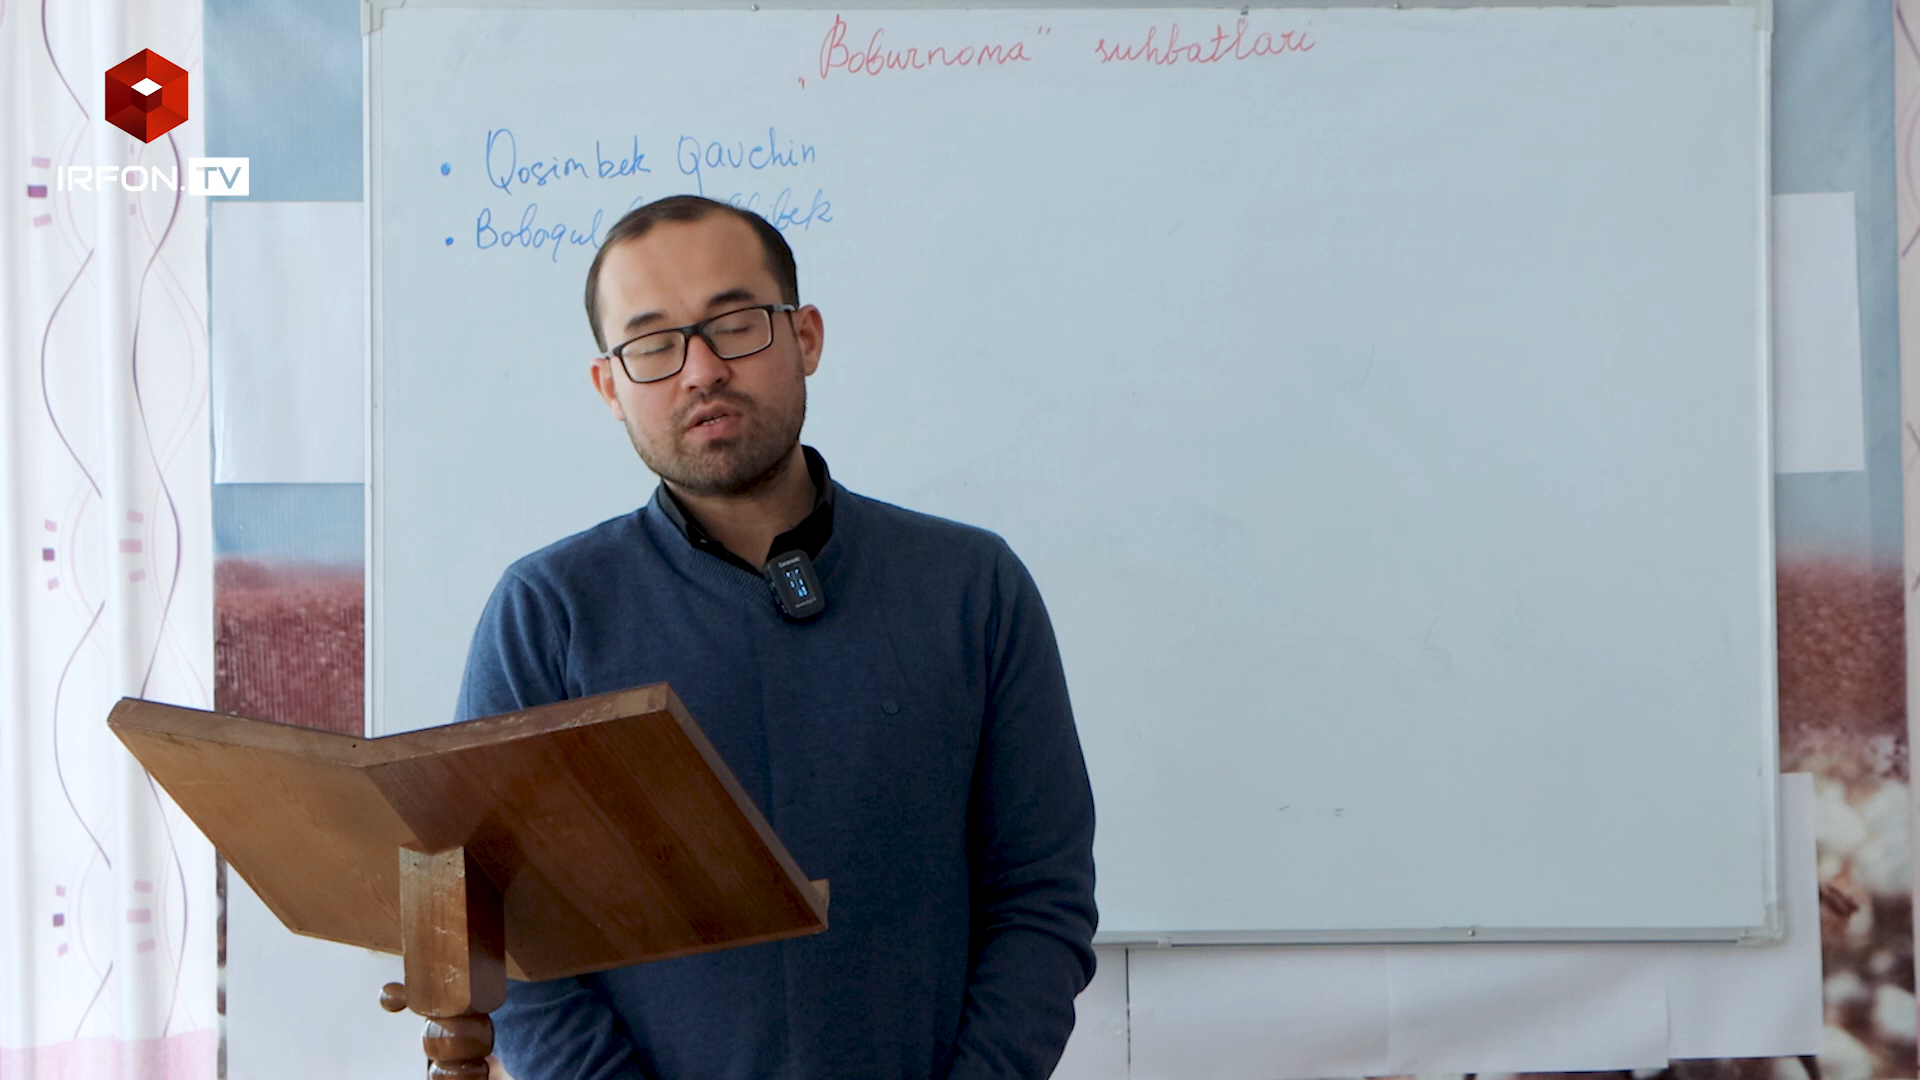 „Boburnoma" suhbatlari
IRFON.TV
• Qosimbek Qavchin
• Boboqul